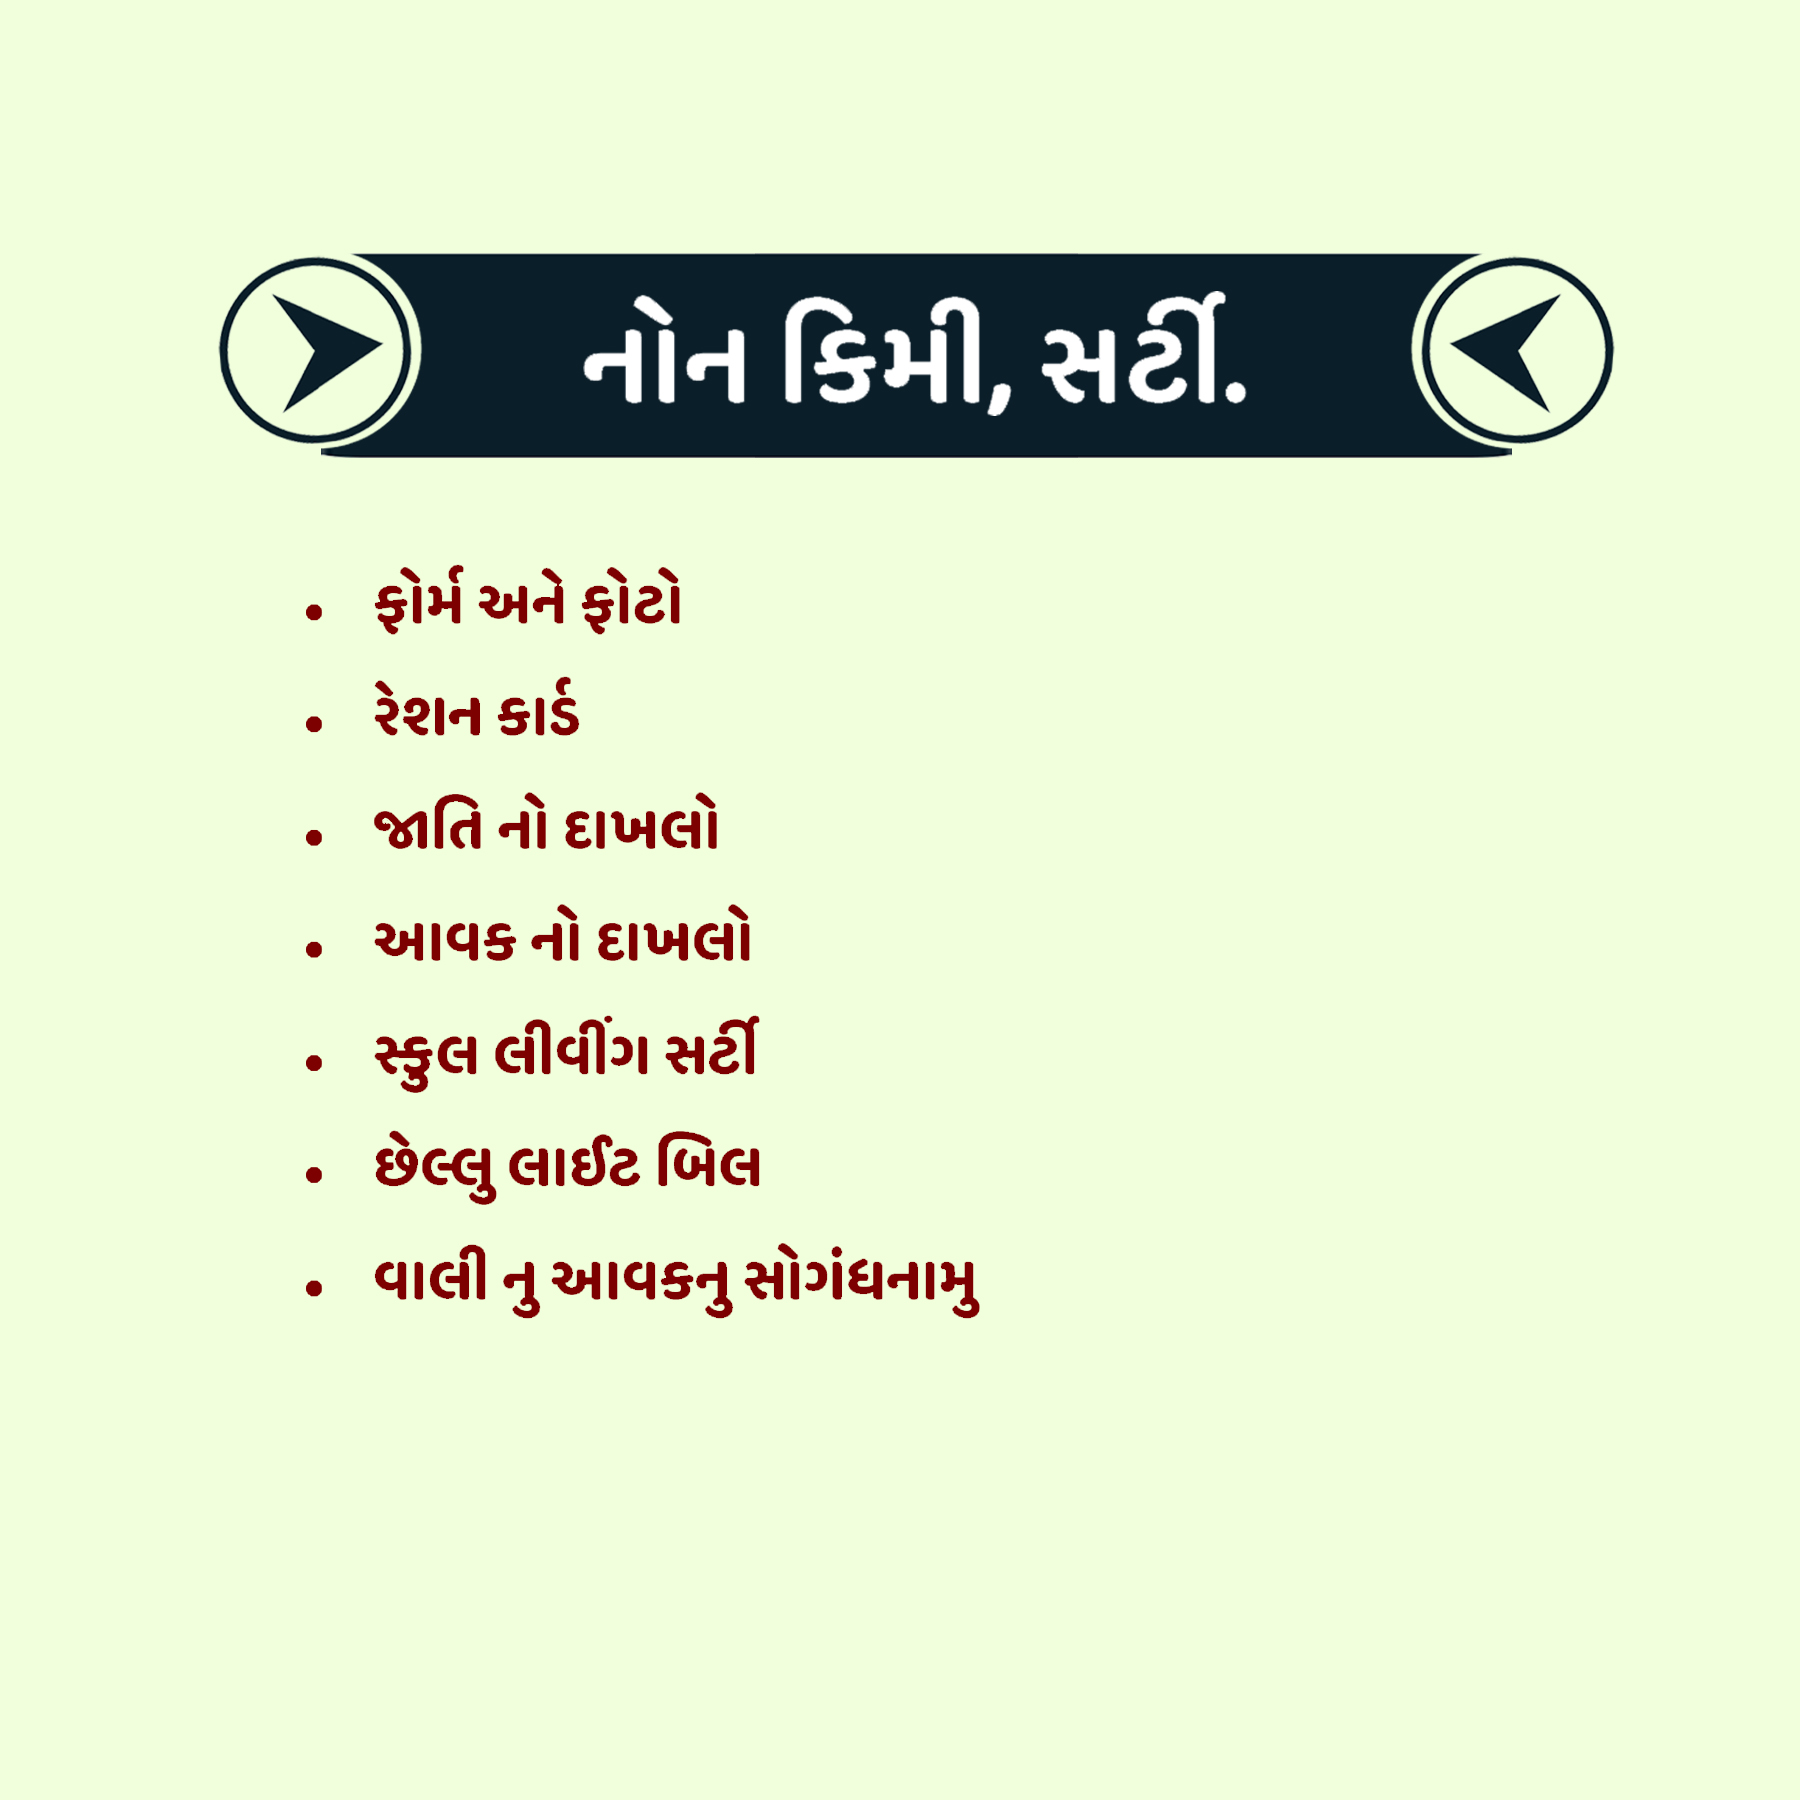 નોન કિમી, સર્ટી.
• ફોર્મ અને ફોટો
• રેશન કાર્ડ
• જાતિ નો દાખલો
• આવક નો દાખલો
• સ્કુલ લીવીંગ સર્ટી
• છેલ્લુ લાઈટ બિલ
• વાલી નુ આવકનુ સોગંધનામુ